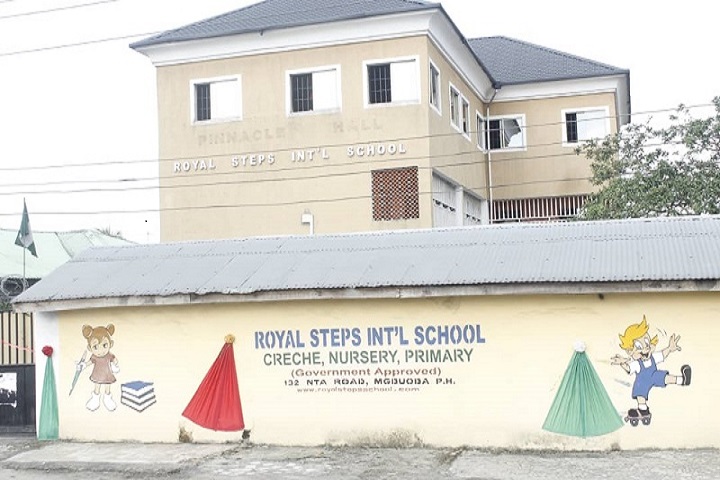 PINNACLE HALL
ROYAL STEPS INT'L SCHOOL
ROYAL STEPS INT'L SCHOOL
CRECHE, NURSERY, PRIMARY
(Government Approved)
132 NTA ROAD, MGBUOBA P.H.
www.royalstepsschool.com